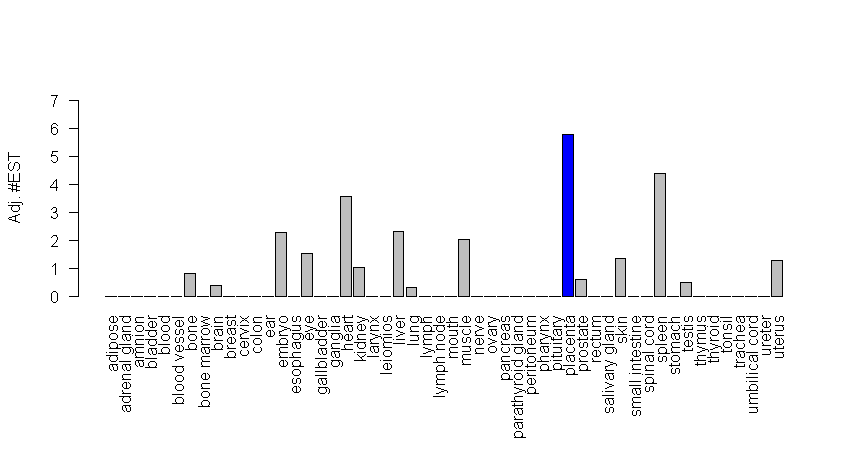 Adj. #EST
7
6
5
4
3
2
1
0
adipose
adrenal gland
amnion
bladder
blood
blood vessel
bone
bone marrow
brain
breast
cervix
colon
ear
embryo
esophagus
eye
gallbladder
ganglia
heart
kidney
larynx
leiomios
liver
lung
lymph
lymph node
mouth
muscle
nerve
ovary
pancreas
parathyroid gland
peritoneum
pharynx
pituitary
placenta
prostate
rectum
salivary gland
skin
small intestine
spinal cord
spleen
stomach
testis
thymus
thyroid
tonsil
trachea
umbilical cord
ureter
uterus